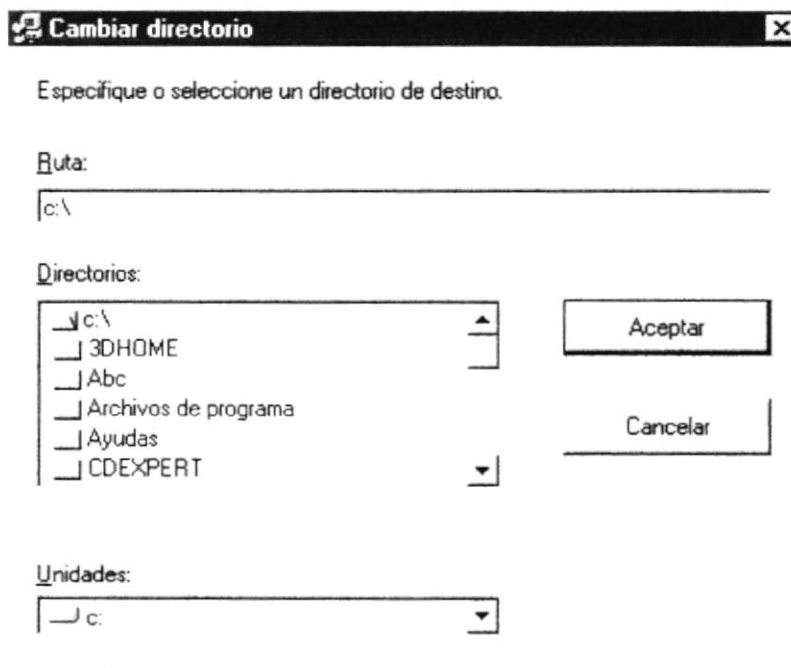 Cambiar directorio
Especifique o seleccione un directorio de destino.
Ruta:
c:\
Directorios:
c:\
3DHOME
Abc
Archivos de programa
Ayudas
CDEXPERT
Aceptar
Cancelar
Unidades:
c: